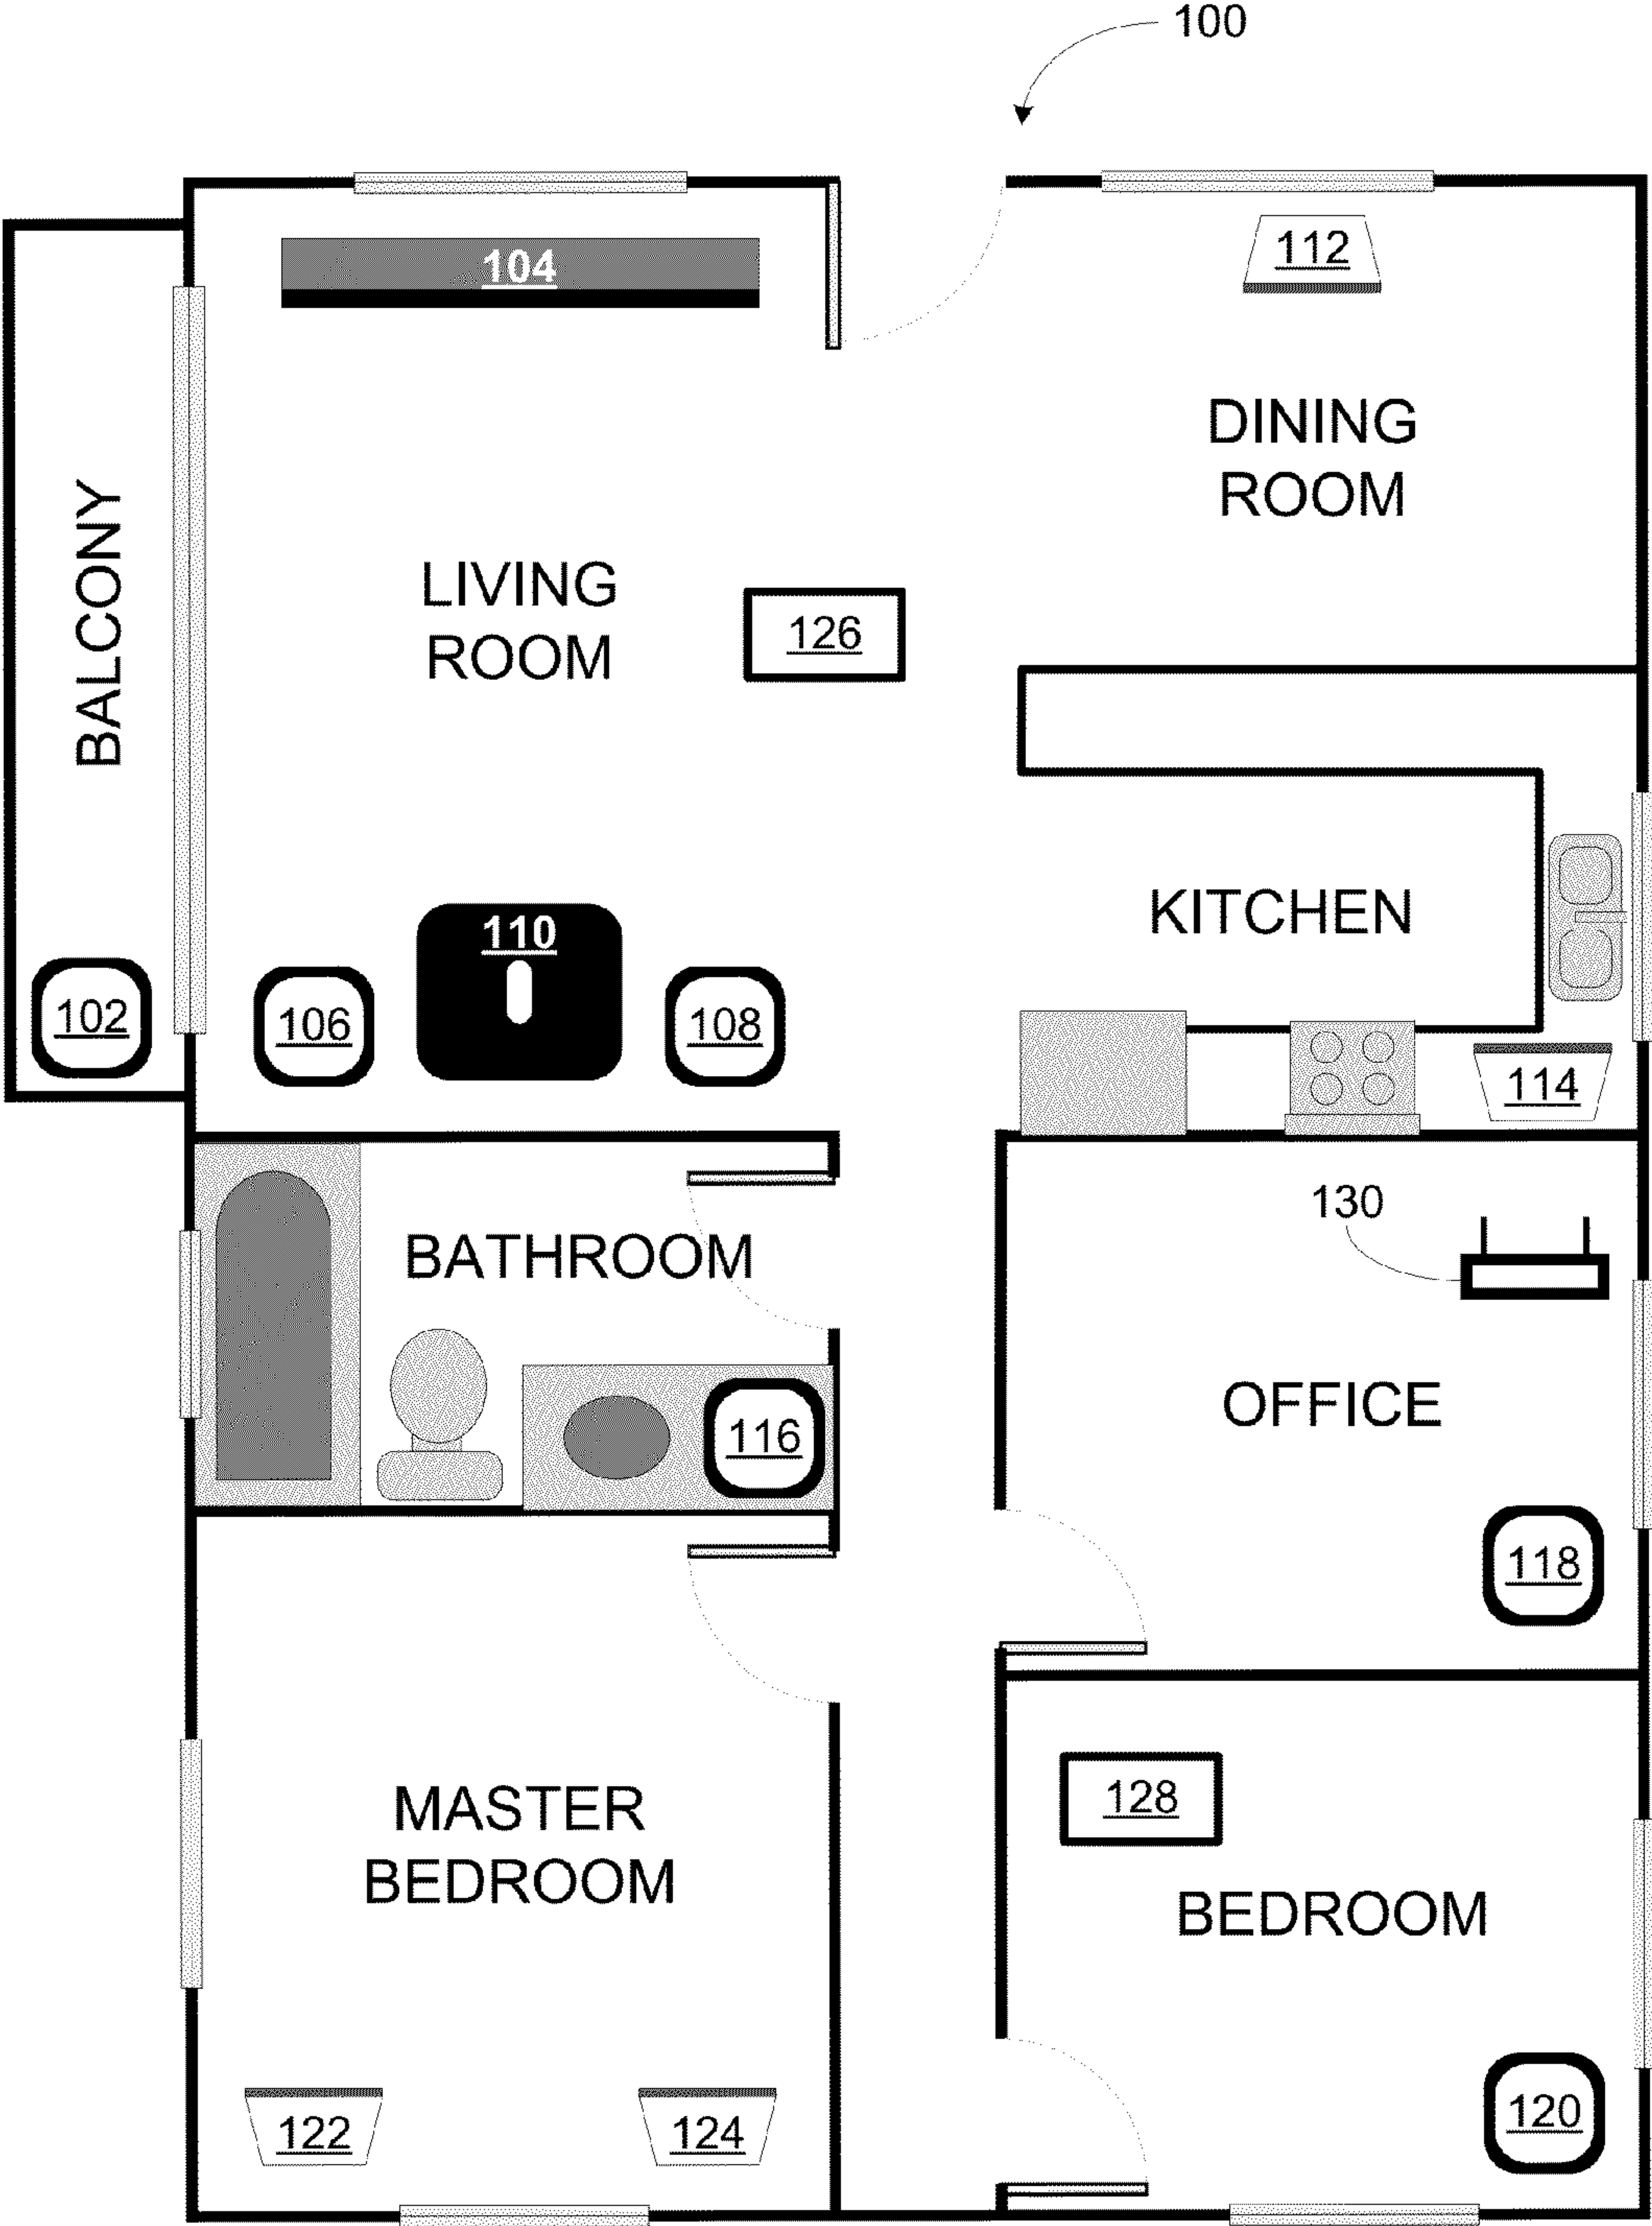 100
104
112
DINING
ROOM
BALCONY
LIVING
ROOM
126
KITCHEN
110
102
106
108
114
130
BATHROOM
OFFICE
116
118
128
MASTER
BEDROOM
BEDROOM
122
124
120